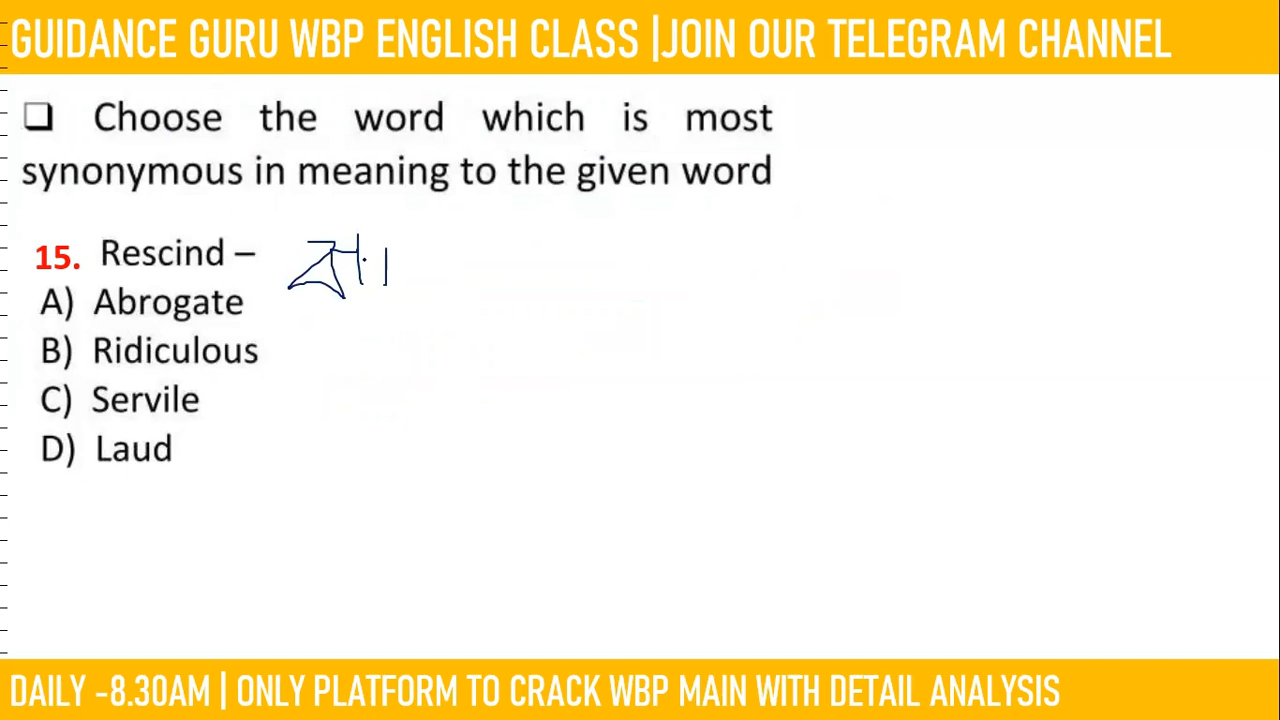 GUIDANCE GURU WBP ENGLISH CLASS |JOIN OUR TELEGRAM CHANNEL
Choose the word which is most
synonymous in meaning to the given word
15. Rescind –
A) Abrogate
B) Ridiculous
C) Servile
D) Laud
DAILY -8.30AM | ONLY PLATFORM TO CRACK WBP MAIN WITH DETAIL ANALYSIS